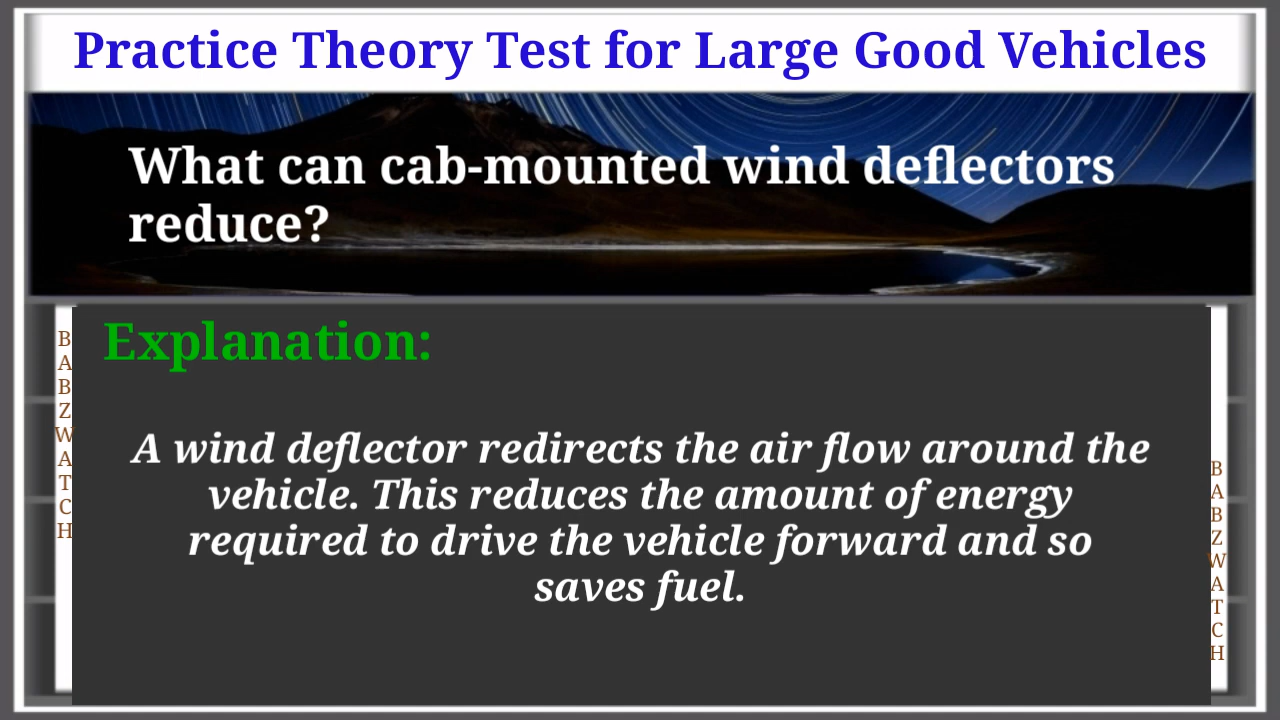 Practice Theory Test for Large Good Vehicles
What can cab-mounted wind deflectors
reduce?
Explanation:
A wind deflector redirects the air flow around the
vehicle. This reduces the amount of energy
required to drive the vehicle forward and so
saves fuel.
BABZWATCH
BABZWATCH